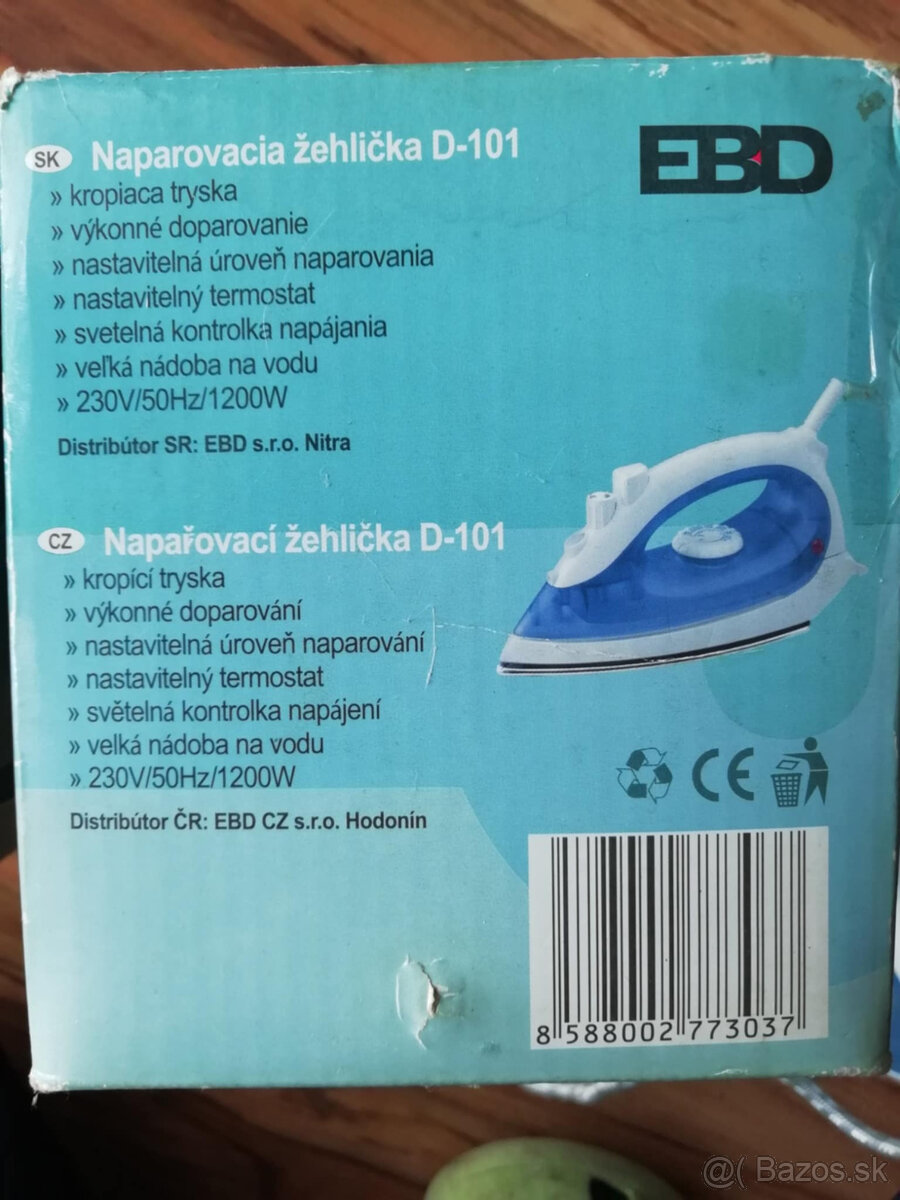 SK Naparovacia žehlička D-101
EBD
» kropiaca tryska
» výkonné doparovanie
» nastavitelná úroveň naparovania
» nastavitelný termostat
» svetelná kontrolka napájania
» veľká nádoba na vodu
» 230V/50Hz/1200W
Distribútor SR: EBD s.r.o. Nitra
CZ Napařovací žehlička D-101
» kropící tryska
» výkonné doparování
» nastavitelná úroveň naparování
» nastavitelný termostat
» světelná kontrolka napájení
» velká nádoba na vodu
» 230V/50Hz/1200W
Distribútor ČR: EBD CZ s.r.o. Hodonín
CE
8 588002 773037
@( Bazos.sk